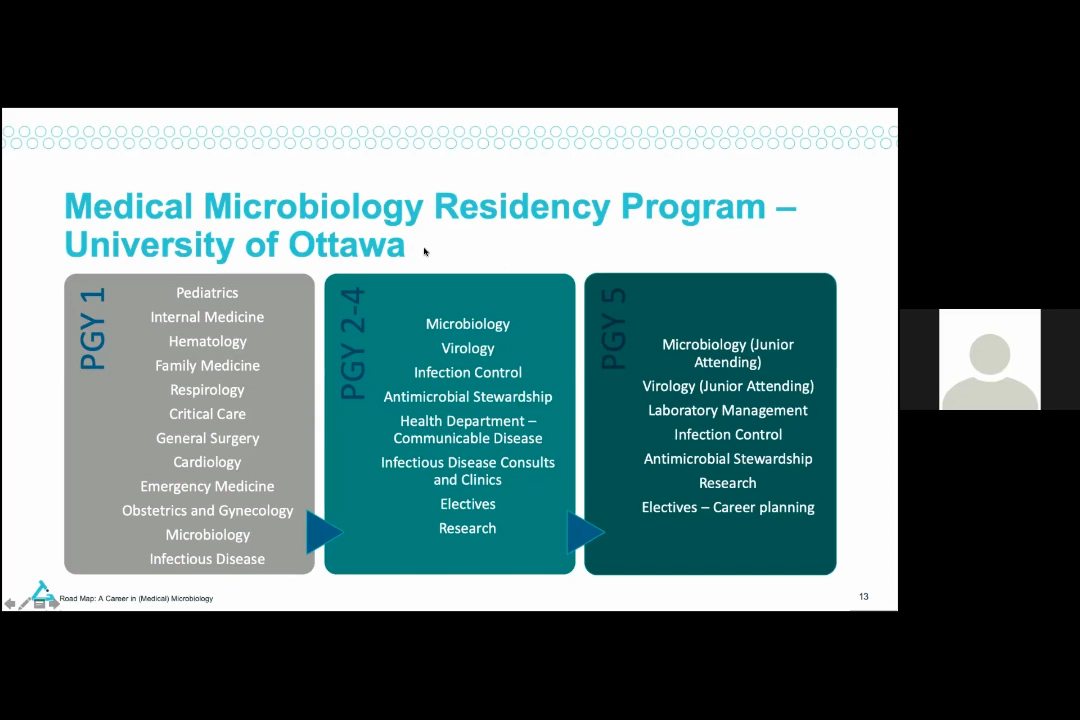 Medical Microbiology Residency Program –
University of Ottawa
PGY 1
Pediatrics
Internal Medicine
Hematology
Family Medicine
Respirology
Critical Care
General Surgery
Cardiology
Emergency Medicine
Obstetrics and Gynecology
Microbiology
Infectious Disease
PGY 2-4
Microbiology
Virology
Infection Control
Antimicrobial Stewardship
Health Department –
Communicable Disease
Infectious Disease Consults
and Clinics
Electives
Research
PGY 5
Microbiology (Junior
Attending)
Virology (Junior Attending)
Laboratory Management
Infection Control
Antimicrobial Stewardship
Research
Electives – Career planning
Road Map: A Career in (Medical) Microbiology
13